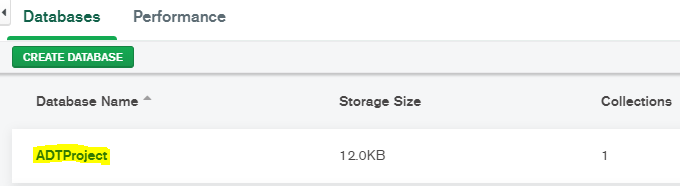 Databases Performance
CREATE DATABASE
Database Name Storage Size Collections
ADTProject 12.0KB 1